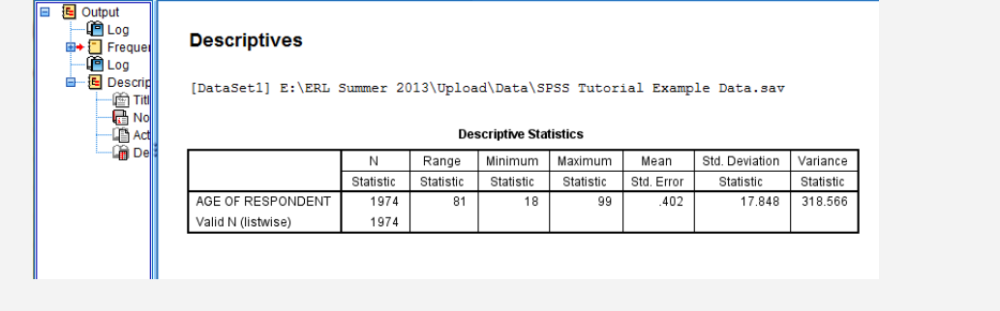 Output
Log
Frequen
Log
Descrip
Titl
No
Act
De
Descriptives
[DataSet1] E:\ERL Summer 2013\Upload\Data\SPSS Tutorial Example Data.sav
Descriptive Statistics
N Range Minimum Maximum Mean Std. Deviation Variance
Statistic Statistic Statistic Statistic Std. Error Statistic Statistic
AGE OF RESPONDENT 1974 81 18 99 .402 17.848 318.566
Valid N (listwise) 1974